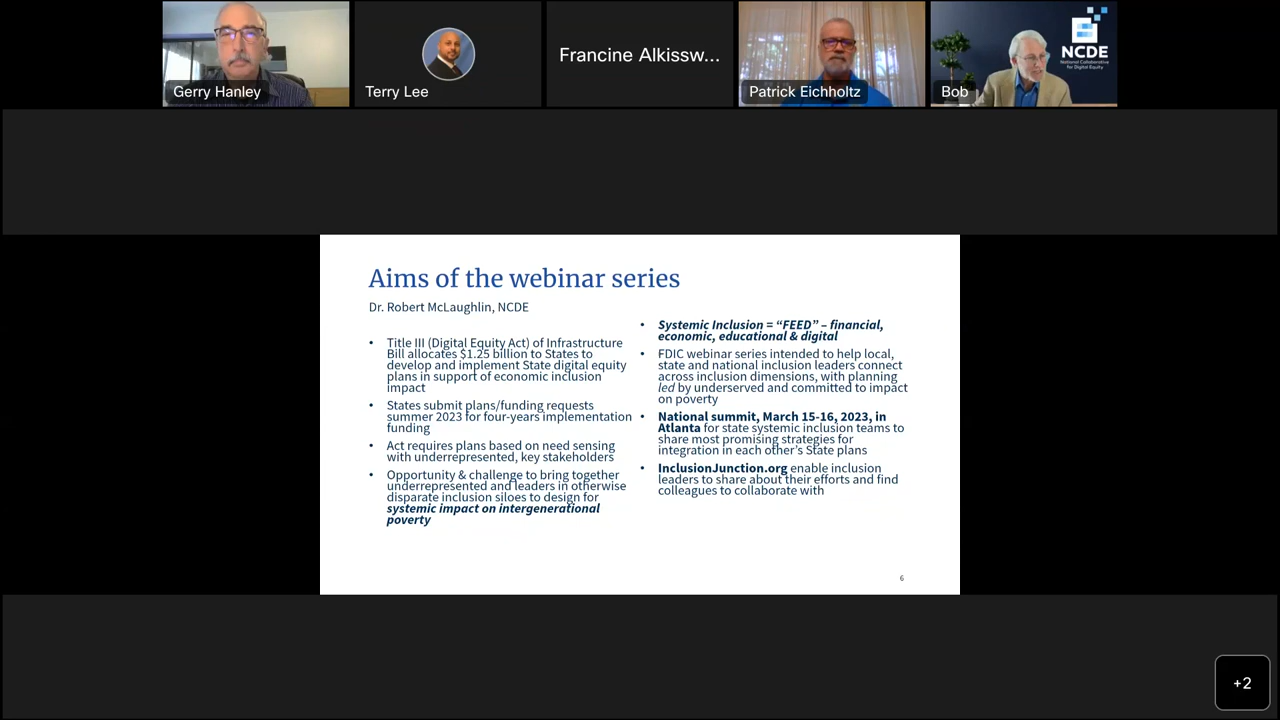 NCDE
National Collaborative
for Digital Equity
Gerry Hanley
Terry Lee
Francine Alkissw...
Patrick Eichholtz
Bob
Aims of the webinar series
Dr. Robert McLaughlin, NCDE
• Title III (Digital Equity Act) of Infrastructure
Bill allocates $1.25 billion to States to
develop and implement State digital equity
plans in support of economic inclusion
impact
• States submit plans/funding requests
summer 2023 for four-years implementation
funding
• Act requires plans based on need sensing
with underrepresented, key stakeholders
• Opportunity & challenge to bring together
underrepresented and leaders in otherwise
disparate inclusion siloes to design for
systemic impact on intergenerational
poverty
• Systemic Inclusion = “FEED” – financial,
economic, educational & digital
• FDIC webinar series intended to help local,
state and national inclusion leaders connect
across inclusion dimensions, with planning
led by underserved and committed to impact
on poverty
• National summit, March 15-16, 2023, in
Atlanta for state systemic inclusion teams to
share most promising strategies for
integration in each other’s State plans
• InclusionJunction.org enable inclusion
leaders to share about their efforts and find
colleagues to collaborate with
6
+2